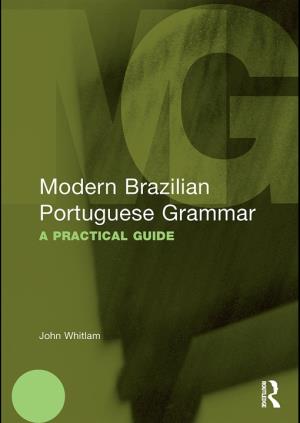 MG
Modern Brazilian
Portuguese Grammar
A PRACTICAL GUIDE
John Whitlam
R
ROUTLEDGE